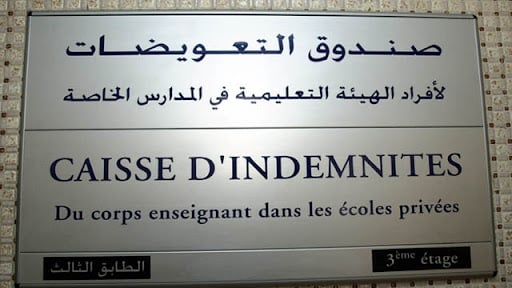 صندوق التعويضات
لأفراد الهيئة التعليمية في المدارس الخاصة
CAISSE D'INDEMNITES
Du corps enseignant dans les écoles privées
الطابق الثالث
3ème étage